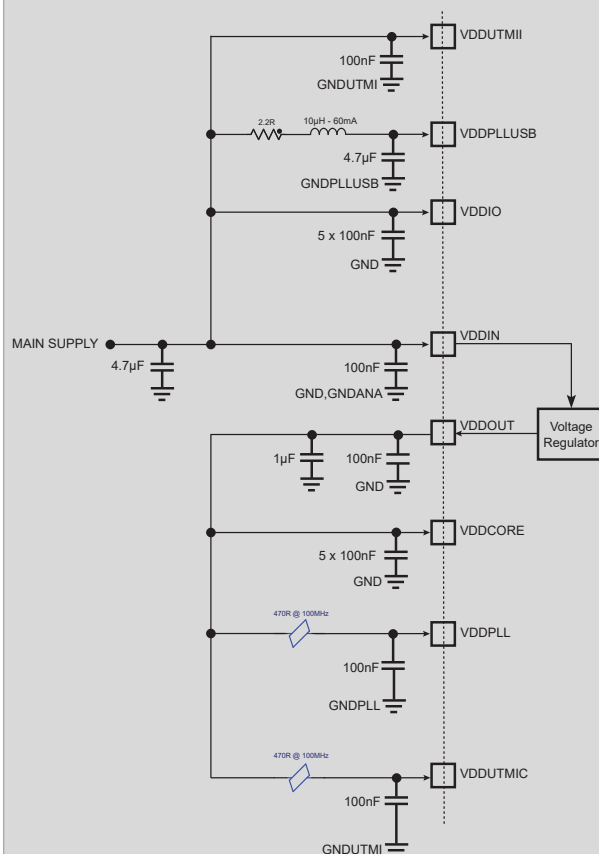 VDDUTMII
100nF
GNDUTMI
2.2R
10µH - 60mA
VDDPLLUSB
4.7µF
GNDPLLUSB
VDDIO
5 x 100nF
GND
MAIN SUPPLY
VDDIN
4.7µF
100nF
GND,GNDANA
VDDOUT
Voltage
Regulator
1µF
100nF
GND
VDDCORE
5 x 100nF
GND
470R @ 100MHz
VDDPLL
100nF
GNDPLL
470R @ 100MHz
VDDUTMIC
100nF
GNDUTMI